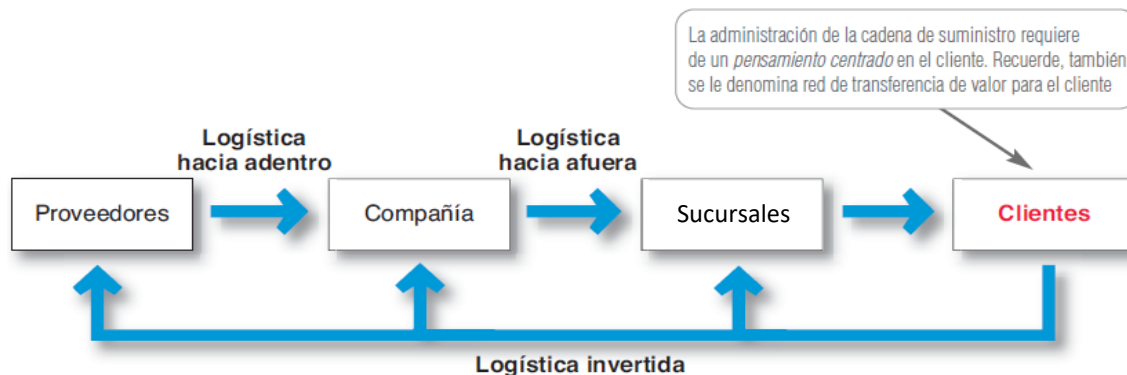 La administración de la cadena de suministro requiere
de un pensamiento centrado en el cliente. Recuerde, también
se le denomina red de transferencia de valor para el cliente
Logística
hacia adentro
Logística
hacia afuera
Proveedores
Compañía
Sucursales
Clientes
Logística invertida